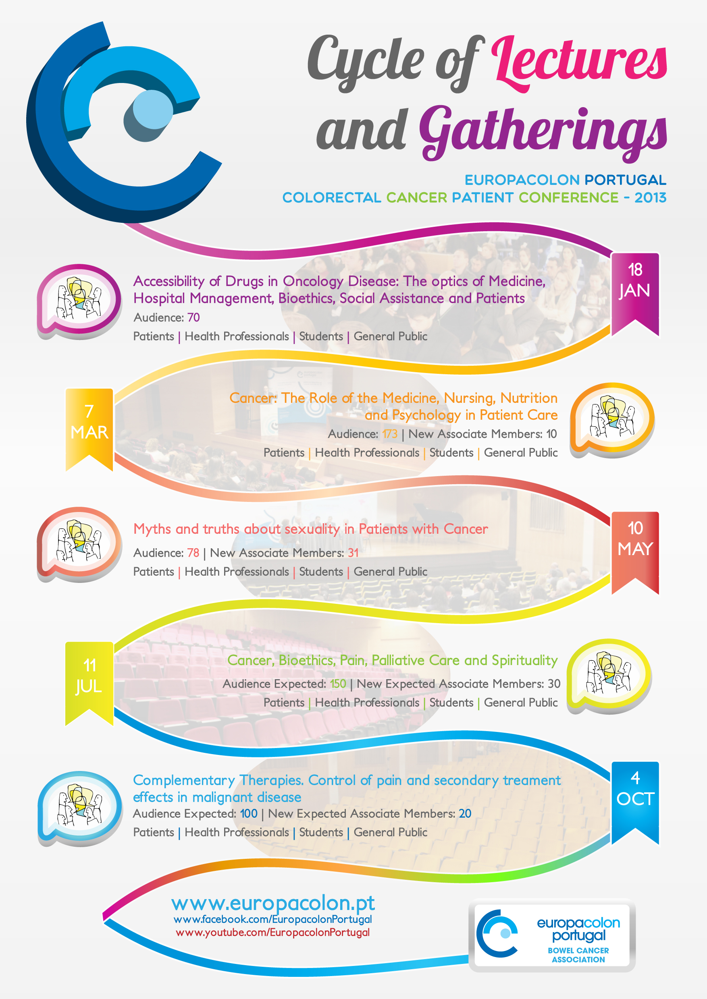 Cycle of Lectures
and Gatherings
EUROPACOLON PORTUGAL
COLORECTAL CANCER PATIENT CONFERENCE - 2013
18
JAN
Accessibility of Drugs in Oncology Disease: The optics of Medicine,
Hospital Management, Bioethics, Social Assistance and Patients
Audience: 70
Patients | Health Professionals | Students | General Public
7
MAR
Cancer: The Role of the Medicine, Nursing, Nutrition
and Psychology in Patient Care
Audience: 173 | New Associate Members: 10
Patients | Health Professionals | Students | General Public
10
MAY
Myths and truths about sexuality in Patients with Cancer
Audience: 78 | New Associate Members: 31
Patients | Health Professionals | Students | General Public
11
JUL
Cancer, Bioethics, Pain, Palliative Care and Spirituality
Audience Expected: 150 | New Expected Associate Members: 30
Patients | Health Professionals | Students | General Public
4
OCT
Complementary Therapies. Control of pain and secondary treament
effects in malignant disease
Audience Expected: 100 | New Expected Associate Members: 20
Patients | Health Professionals | Students | General Public
www.europacolon.pt
www.facebook.com/EuropacolonPortugal
www.youtube.com/EuropacolonPortugal
europacolon
portugal
BOWEL CANCER
ASSOCIATION